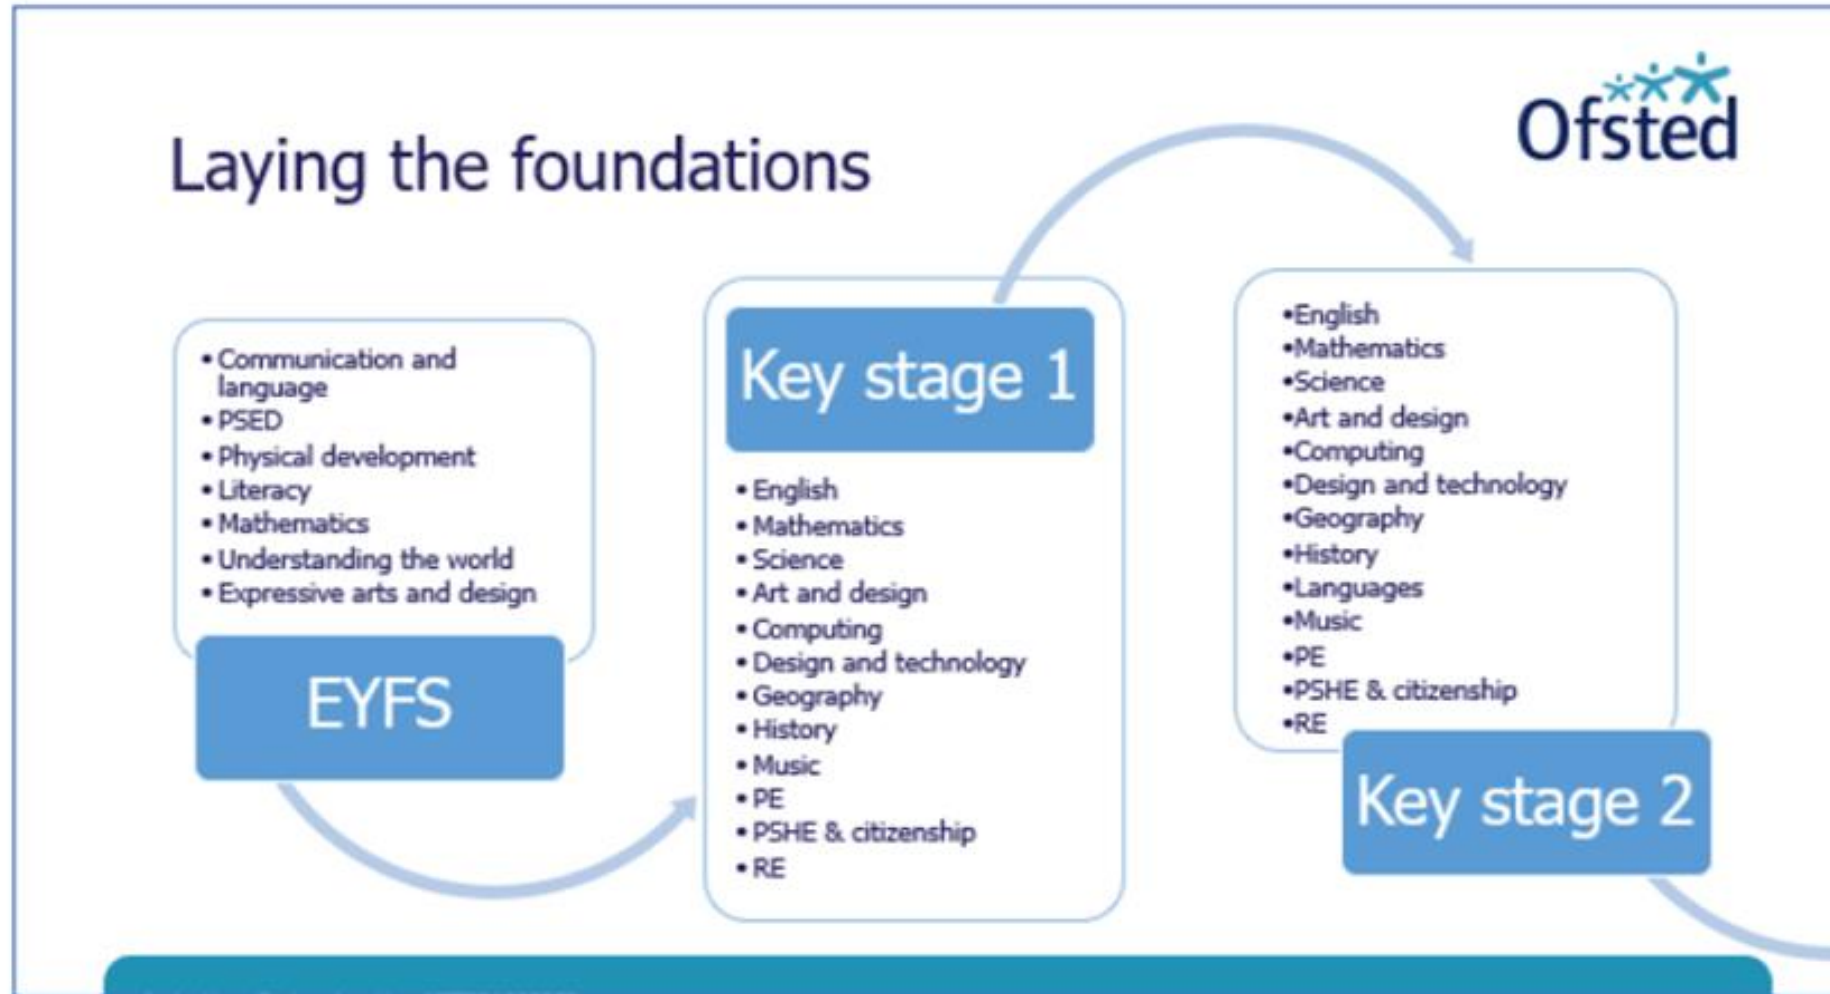 Ofsted
Laying the foundations
• Communication and
language
• PSED
• Physical development
• Literacy
• Mathematics
• Understanding the world
• Expressive arts and design
EYFS
Key stage 1
• English
• Mathematics
• Science
• Art and design
• Computing
• Design and technology
• Geography
• History
• Music
• PE
• PSHE & citizenship
• RE
•English
•Mathematics
•Science
•Art and design
•Computing
•Design and technology
•Geography
•History
•Languages
•Music
•PE
•PSHE & citizenship
•RE
Key stage 2